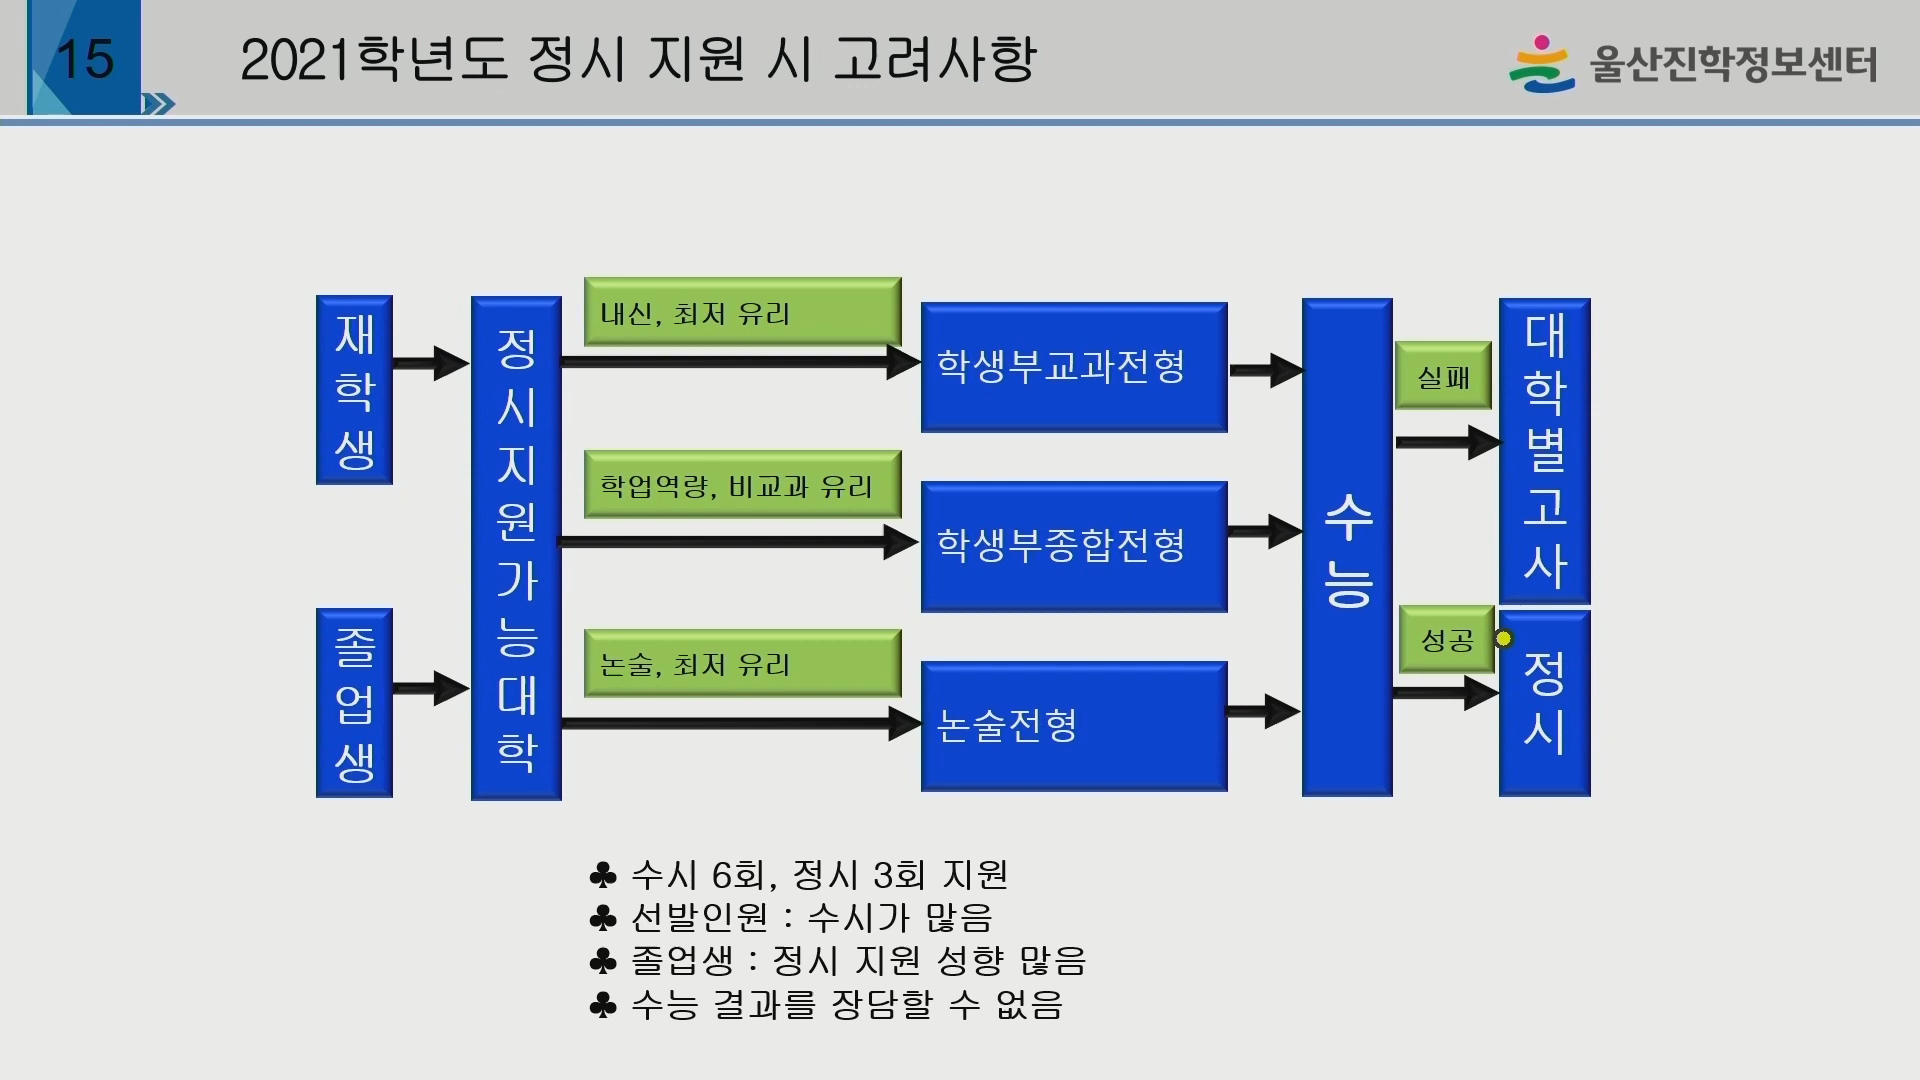 15
2021학년도 정시 지원 시 고려사항
울산진학정보센터
재학생
졸업생
정시지원가능대학
내신, 최저 유리
학생부교과전형
학업역량, 비교과 유리
학생부종합전형
논술, 최저 유리
논술전형
수능
실패
대학별고사
성공
정시
♣ 수시 6회, 정시 3회 지원
♣ 선발인원 : 수시가 많음
♣ 졸업생 : 정시 지원 성향 많음
♣ 수능 결과를 장담할 수 없음